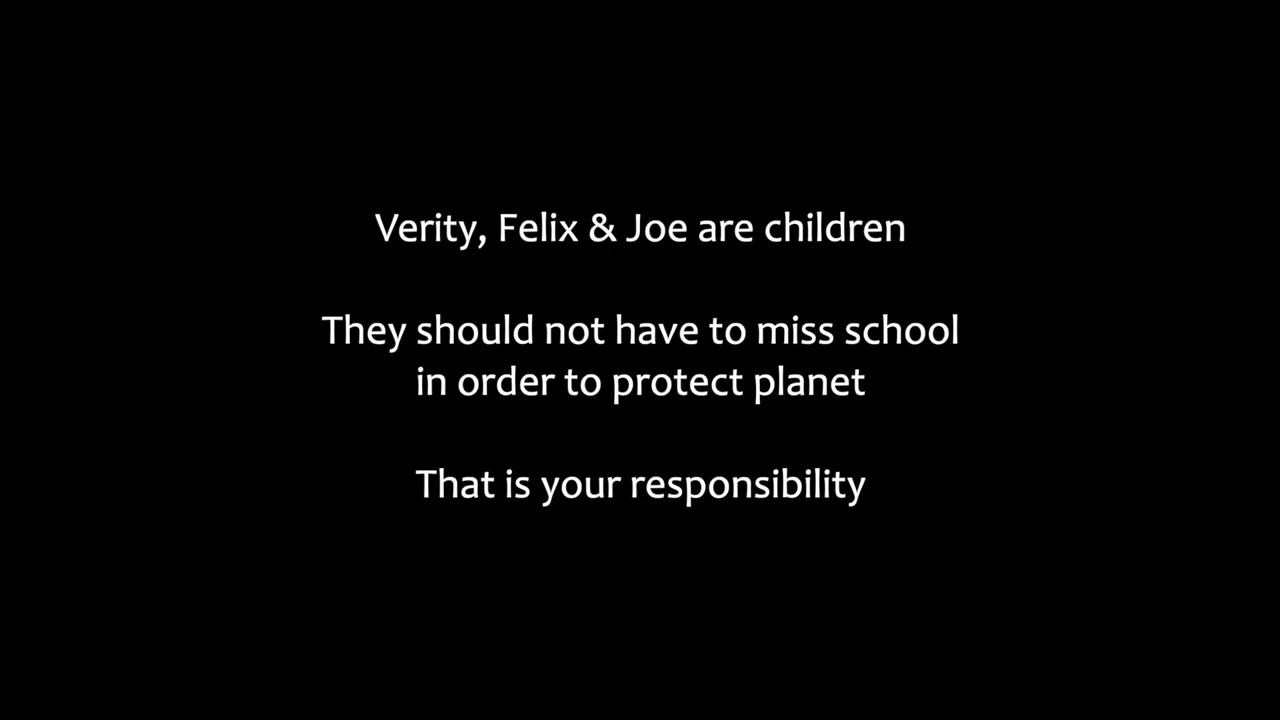 Verity, Felix & Joe are children
They should not have to miss school
in order to protect planet
That is your responsibility